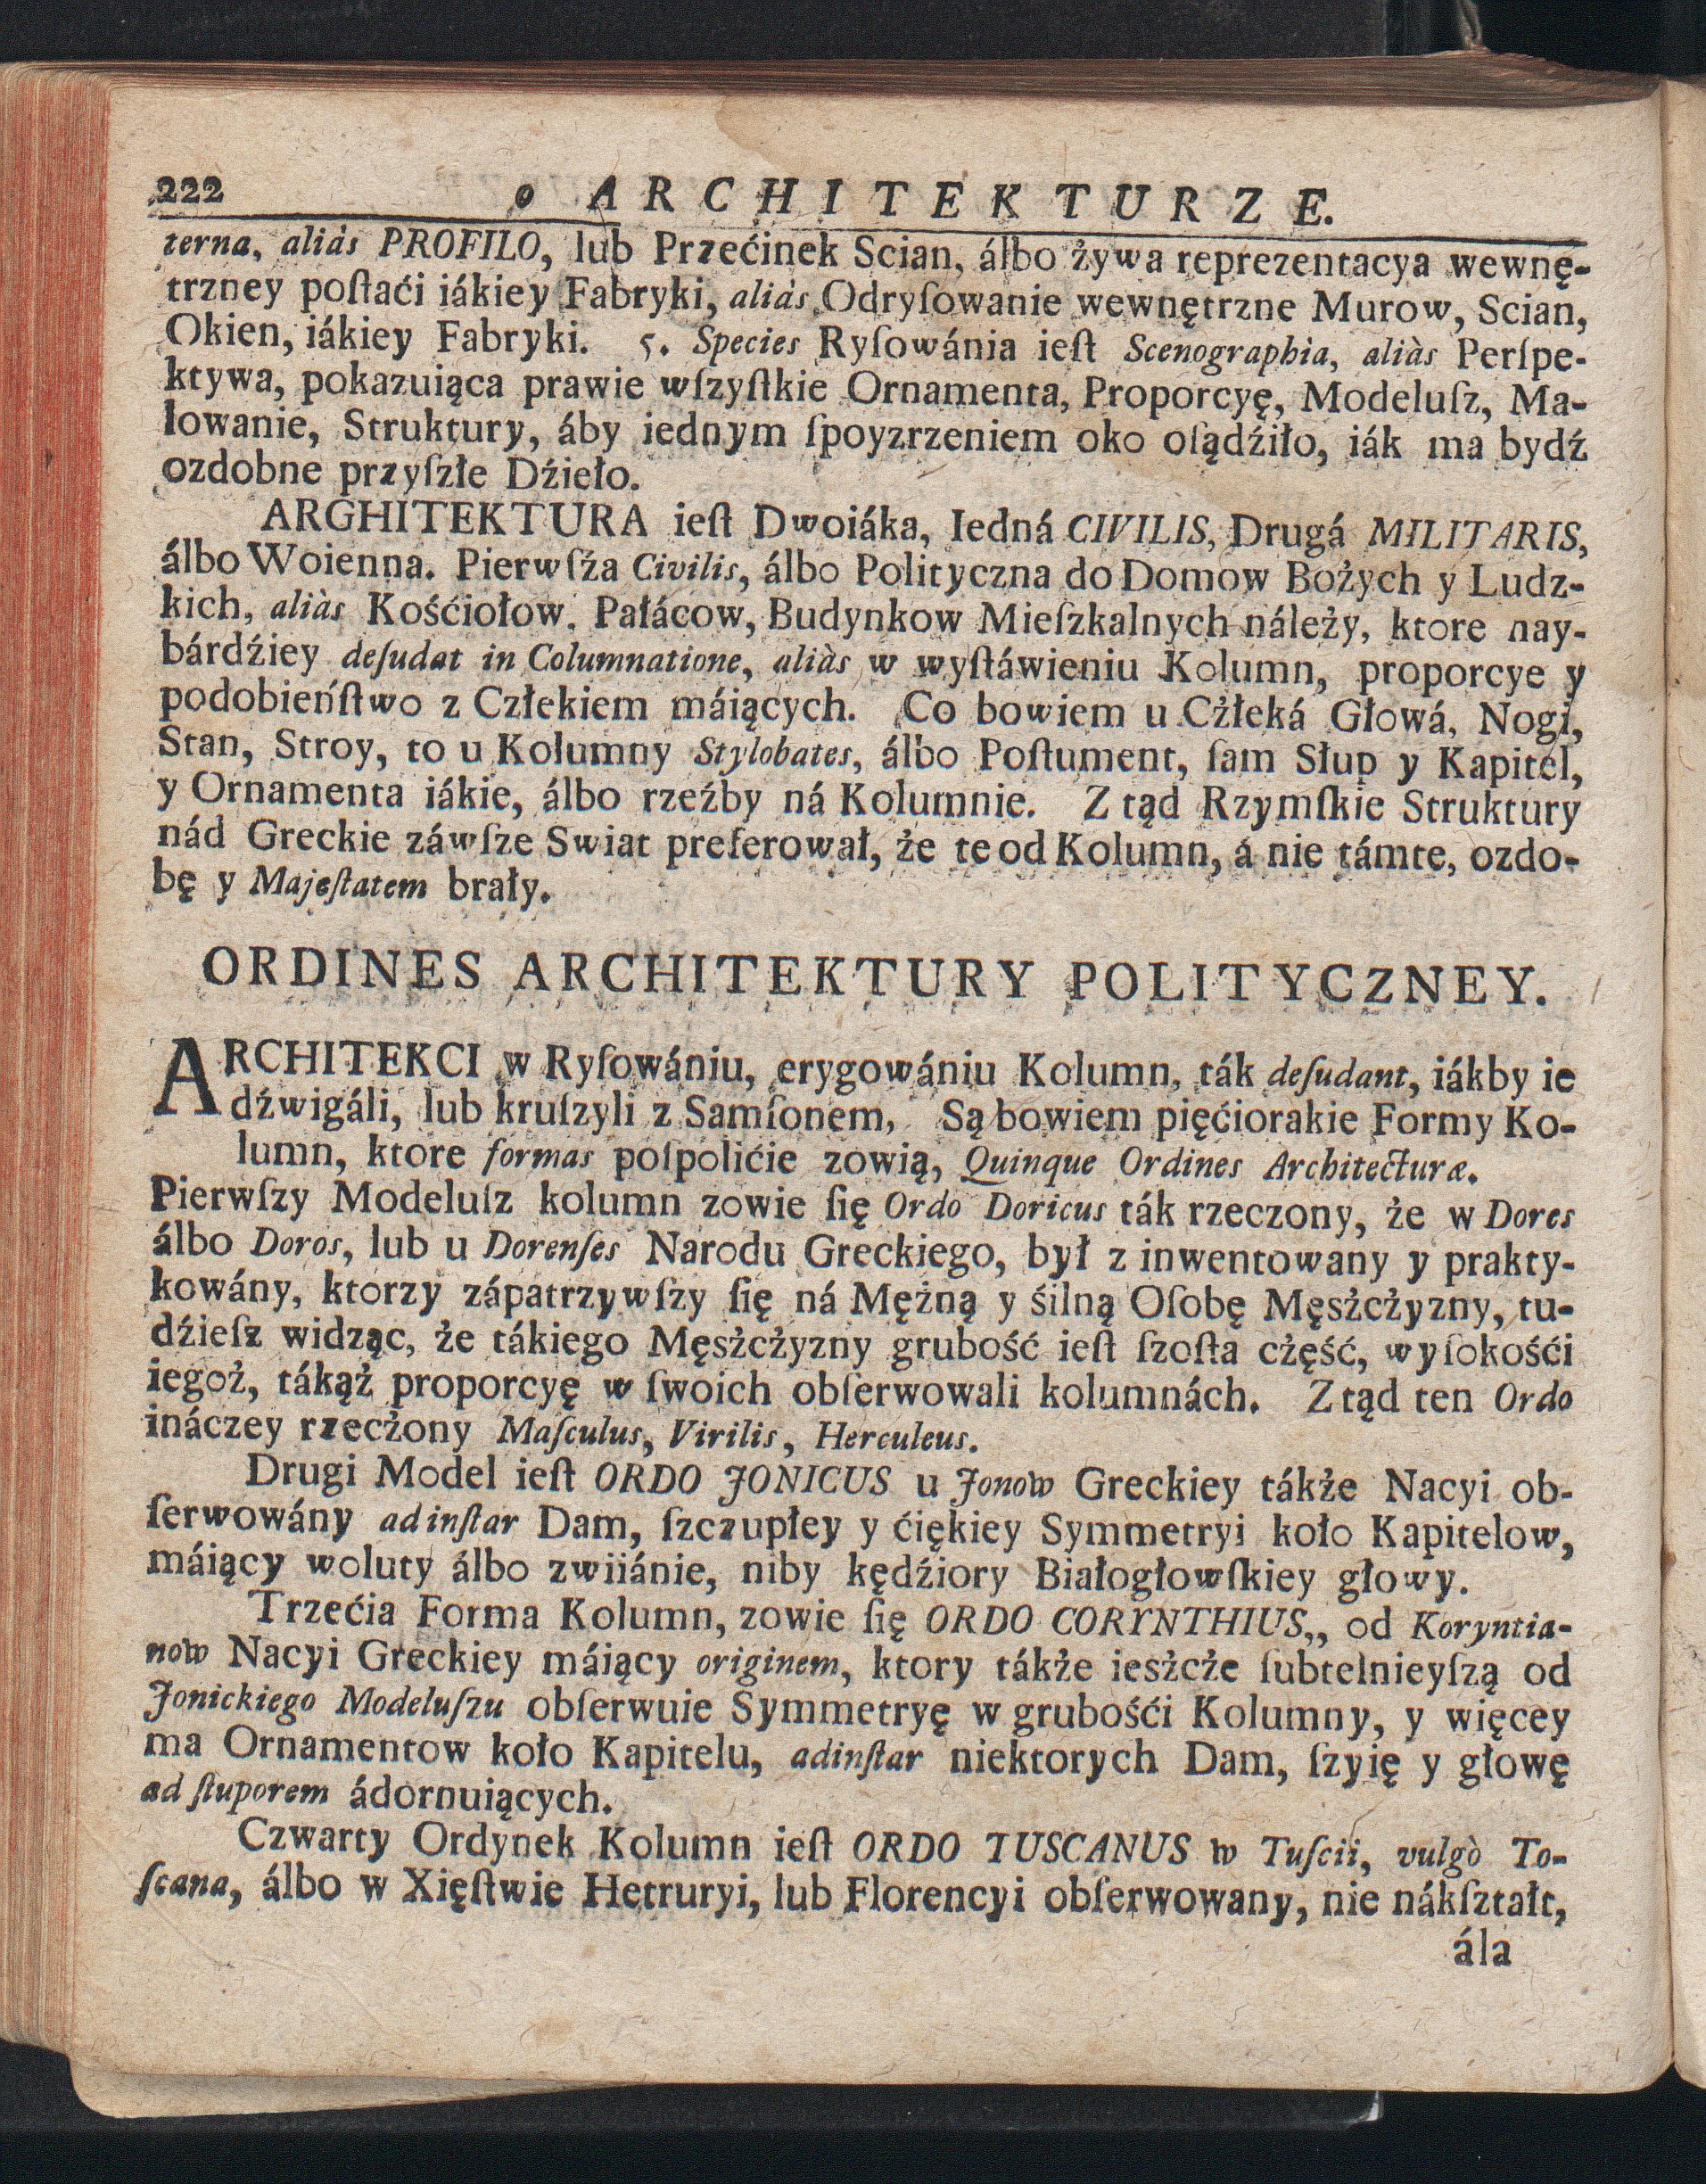 222 o ARCHITEKTURZE.
terna, aliàs PROFILO, lub Przećinek Scian, álbo żywa reprezentacya wewnę-
trzney poſtaći iákiey Fabryki, aliàs Odryſowanie wewnętrzne Murow, Scian,
Okien, iákiey Fabryki. 5. Species Ryſowánia ieſt Scenographia, aliàs Perſpe-
ktywa, pokazuiąca prawie wſzyſtkie Ornamenta, Proporcyę, Modeluſz, Ma-
lowanie, Struktury, áby iednym ſpoyzrzeniem oko oſądźiło, iák ma bydź
ozdobne przyſzłe Dźieło.
ARGHITEKTURA ieſt Dwoiáka, Iedná CIVILIS, Drugá MILITARIS,
álbo Woienna. Pierwſża Civilis, álbo Polityczna do Domow Bożych y Ludz-
kich, aliàs Kośćiołow. Pałácow, Budynkow Mieſzkalnych náleży, ktore nay-
bárdźiey deſudat in Columnatione, aliàs w wyſtáwieniu Kolumn, proporcye y
podobieńſtwo z Człekiem máiących. Co bowiem u Cżłeká Głowá, Nogi,
Stan, Stroy, to u Kolumny Stylobates, álbo Poſtument, ſam Słup y Kapitel,
y Ornamenta iákie, álbo rzeźby ná Kolumnie. Z tąd Rzymſkie Struktury
nád Greckie záwſze Swiat preferował, że te od Kolumn, á nie támte, ozdo-
bę y Majeſtatem brały.
ORDINES ARCHITEKTURY POLITYCZNEY.
ARCHITEKCI w Ryſowániu, erygowániu Kolumn, ták deſudant, iákby ie
dźwigáli, lub kruſzyli z Samſonem, Są bowiem pięćiorakie Formy Ko-
lumn, ktore formas poſpolićie zowią, Quinque Ordines Architecturæ.
Pierwſzy Modeluſz kolumn zowie ſię Ordo Doricus ták rzeczony, że w Dores
álbo Doros, lub u Dorenſes Narodu Greckiego, był z inwentowany y prakty-
kowány, ktorzy zápatrzywſzy ſię ná Mężną y śilną Oſobę Męsżcżyzny, tu-
dźieſz widząc, że tákiego Męsżcżyzny grubość ieſt ſzoſta cżęść, wyſokośći
iegoż, tákąż proporcyę w ſwoich obſerwowali kolumnách. Ztąd ten Ordo
ináczey rzecżony Maſculus, Virilis, Herculeus.
Drugi Model ieſt ORDO JONICUS u Jonow Greckiey tákże Nacyi ob-
ſerwowány ad inſtar Dam, ſzczupłey y ćięḱiey Symmetryi koło Kapitelow,
máiący woluty álbo zwiiánie, niby kędźiory Białogłowſkiey głowy.
Trzećia Forma Kolumn, zowie ſię ORDO CORYNTHIUS,, od Koryntia-
now Nacyi Greckiey máiący originem, ktory tákże iesżcże ſubtelnieyſzą od
Jonickiego Modeluſzu obſerwuie Symmetryę w grubośći Kolumny, y więcey
ma Ornamentow koło Kapitelu, adinſtar niektorych Dam, ſzyię y głowę
ad ſtuporem ádornuiących.
Czwarty Ordynek Kolumn ieſt ORDO TUSCANUS w Tuſcii, vulgò To-
ſcana, álbo w Xięſtwie Hetruryi, lub Florencyi obſerwowany, nie nákſztałt,
ála